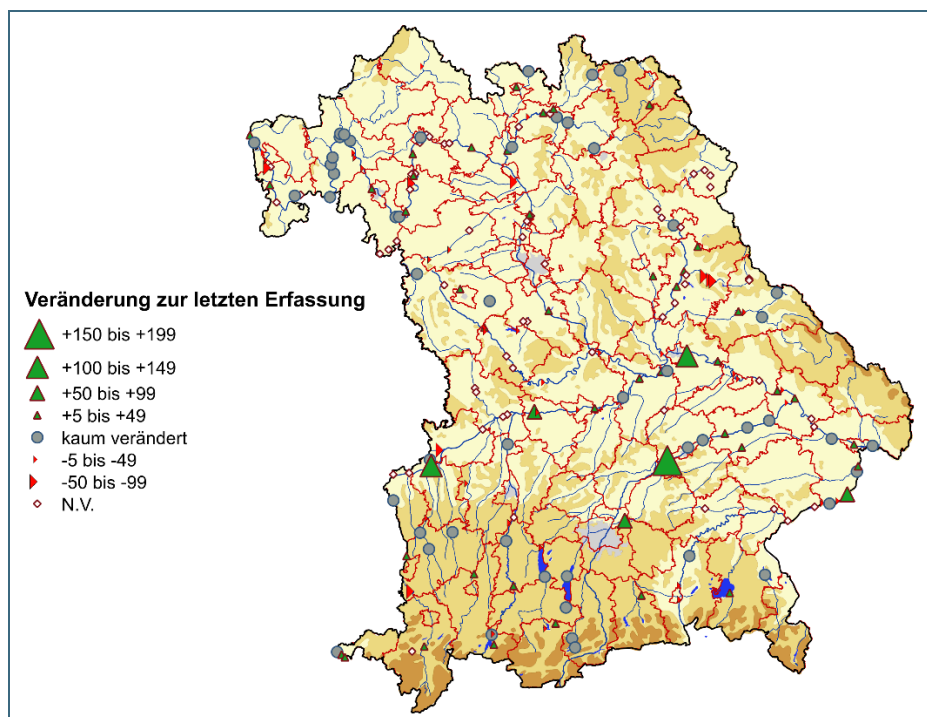 Veränderung zur letzten Erfassung
+150 bis +199
+100 bis +149
+50 bis +99
+5 bis +49
kaum verändert
-5 bis -49
-50 bis -99
N.V.